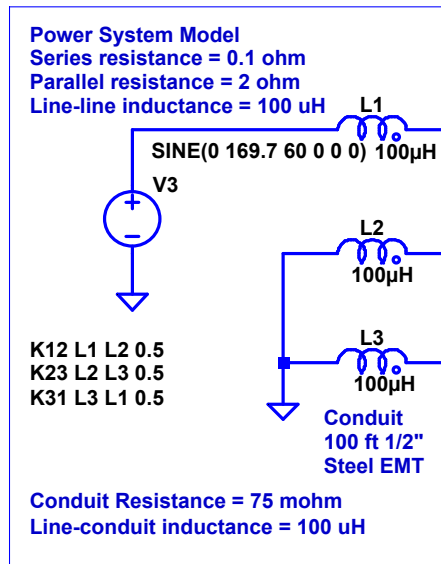 Power System Model
Series resistance = 0.1 ohm
Parallel resistance = 2 ohm
Line-line inductance = 100 uH
L1
SINE(0 169.7 60 0 0 0)
100µH
V3
L2
100µH
K12 L1 L2 0.5
K23 L2 L3 0.5
K31 L3 L1 0.5
L3
100µH
Conduit
100 ft 1/2"
Steel EMT
Conduit Resistance = 75 mohm
Line-conduit inductance = 100 uH